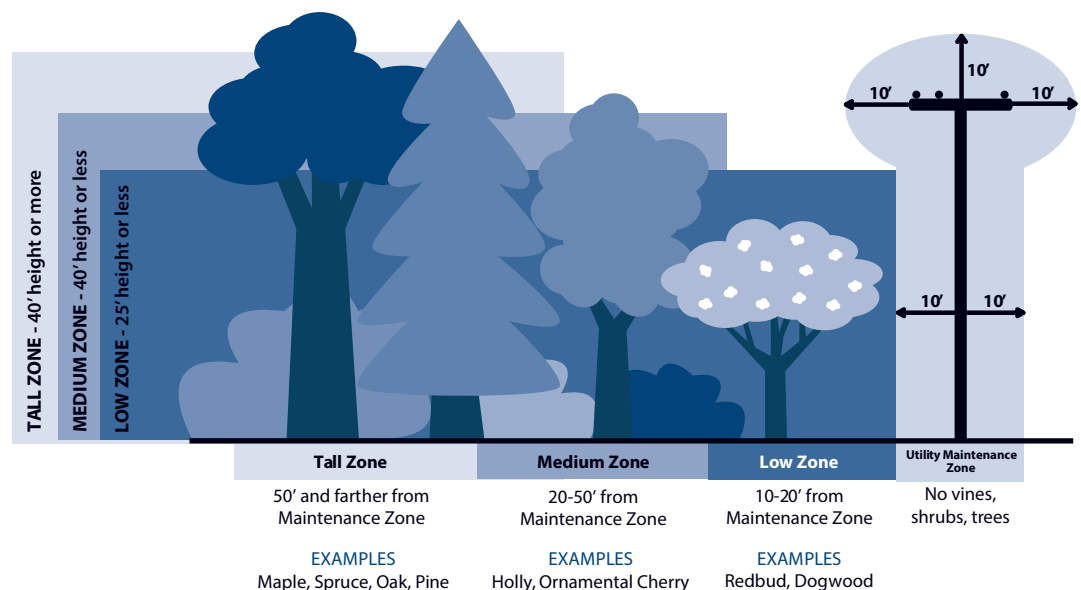 TALL ZONE - 40’ height or more
MEDIUM ZONE - 40’ height or less
LOW ZONE - 25’ height or less
10’
10’
10’
10’
10’
Tall Zone
50’ and farther from
Maintenance Zone
EXAMPLES
Maple, Spruce, Oak, Pine
Medium Zone
20-50’ from
Maintenance Zone
EXAMPLES
Holly, Ornamental Cherry
Low Zone
10-20’ from
Maintenance Zone
EXAMPLES
Redbud, Dogwood
Utility Maintenance
Zone
No vines,
shrubs, trees